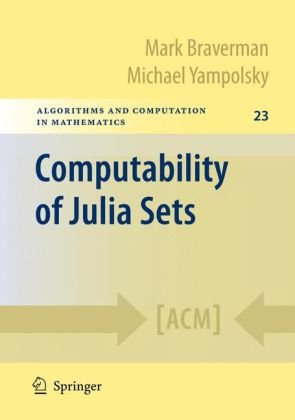 Mark Braverman
Michael Yampolsky
ALGORITHMS AND COMPUTATION
IN MATHEMATICS 23
Computability
of Julia Sets
[ACM]
Springer